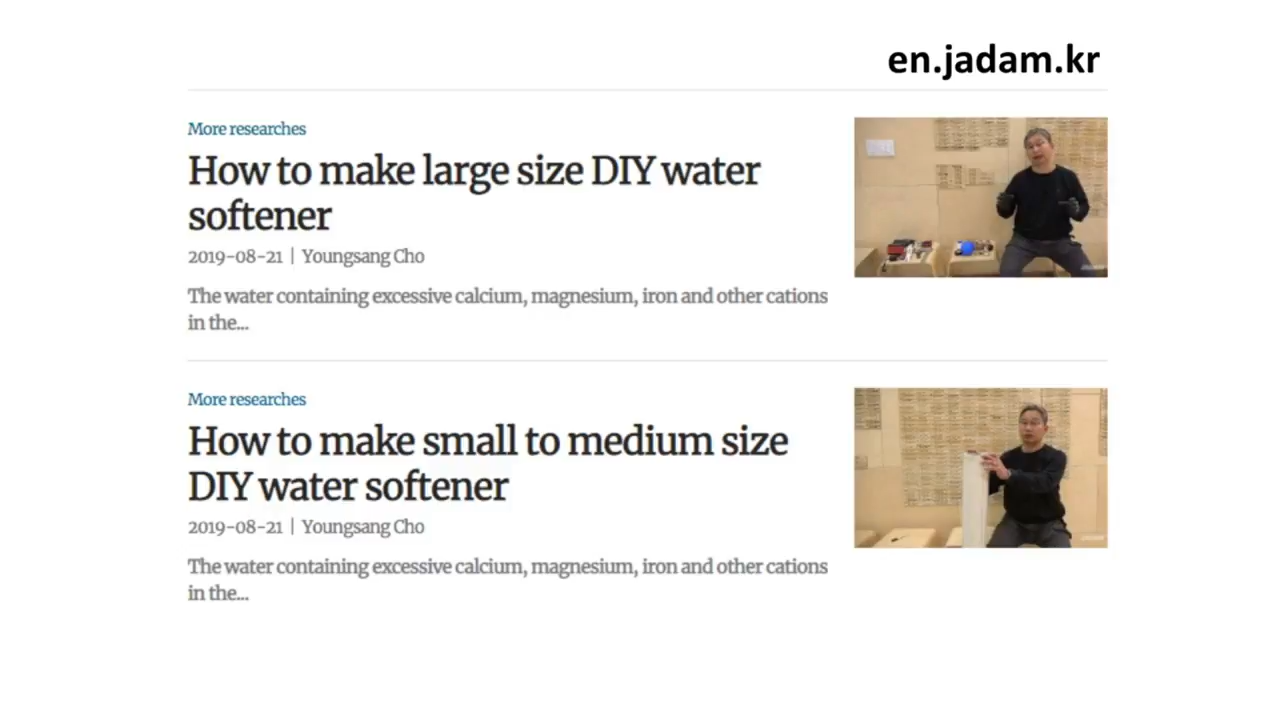 en.jadam.kr
More researches
How to make large size DIY water
softener
2019-08-21 | Youngsang Cho
The water containing excessive calcium, magnesium, iron and other cations
in the...
More researches
How to make small to medium size
DIY water softener
2019-08-21 | Youngsang Cho
The water containing excessive calcium, magnesium, iron and other cations
in the...